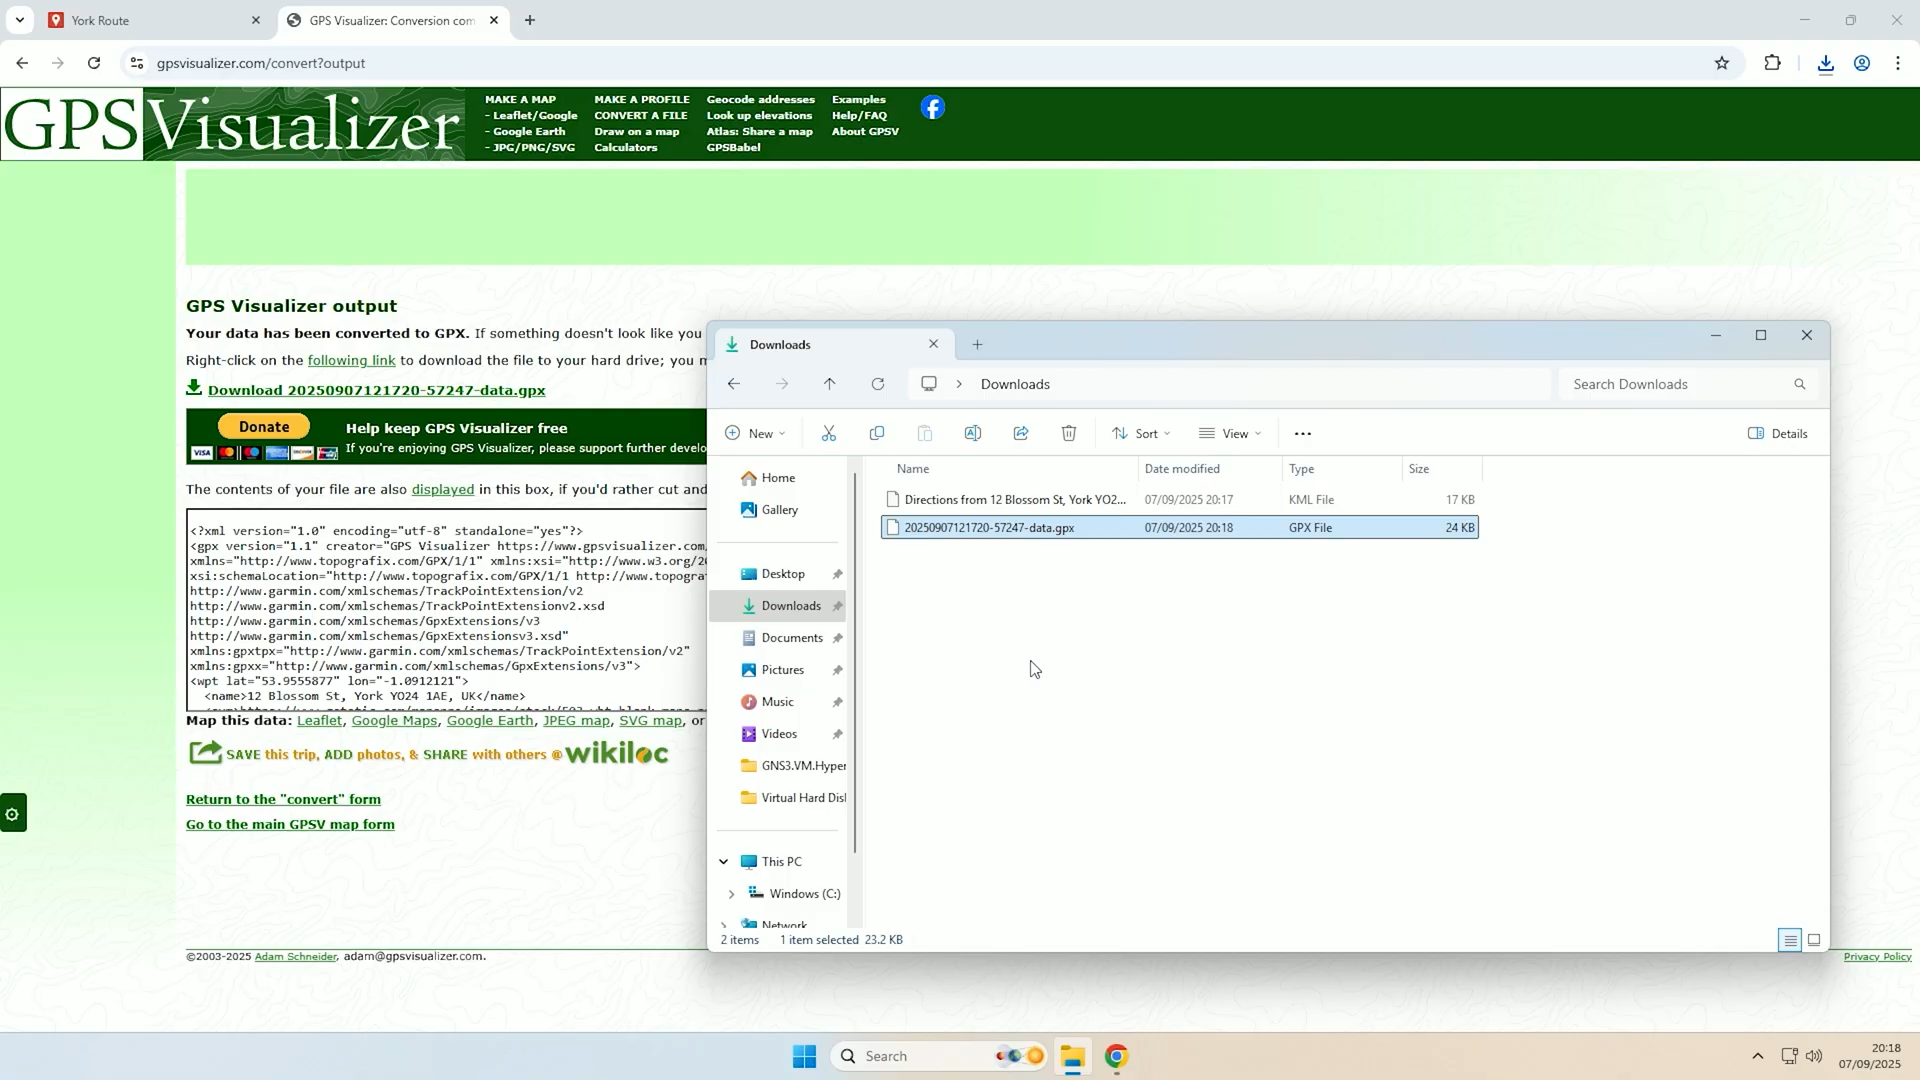 York Route
GPS Visualizer: Conversion com
gpsvisualizer.com/convert?output
GPSVisualizer
MAKE A MAP
- Leaflet/Google
- Google Earth
- JPG/PNG/SVG
MAKE A PROFILE
CONVERT A FILE
Draw on a map
Calculators
Geocode addresses
Look up elevations
Atlas: Share a map
GPSBabel
Examples
Help/FAQ
About GPSV
GPS Visualizer output
Your data has been converted to GPX. If something doesn't look like you
Right-click on the following link to download the file to your hard drive; you m
Download 20250907121720-57247-data.gpx
Donate
VISA
Help keep GPS Visualizer free
If you're enjoying GPS Visualizer, please support further develo
The contents of your file are also displayed in this box, if you'd rather cut and
<?xml version="1.0" encoding="utf-8" standalone="yes"?>
<gpx version="1.1" creator="GPS Visualizer https://www.gpsvisualizer.com
xmlns="http://www.topografix.com/GPX/1/1" xmlns:xsi="http://www.w3.org/20
xsi:schemaLocation="http://www.topografix.com/GPX/1/1 http://www.topogra
http://www.garmin.com/xmlschemas/TrackPointExtension/v2
http://www.garmin.com/xmlschemas/TrackPointExtensionv2.xsd
http://www.garmin.com/xmlschemas/GpxExtensions/v3
http://www.garmin.com/xmlschemas/GpxExtensionsv3.xsd"
xmlns:gpxtpx="http://www.garmin.com/xmlschemas/TrackPointExtension/v2"
xmlns:gpxx="http://www.garmin.com/xmlschemas/GpxExtensions/v3">
<wpt lat="53.9555877" lon="-1.0912121">
<name>12 Blossom St, York YO24 1AE, UK</name>
Map this data: Leaflet, Google Maps, Google Earth, JPEG map, SVG map, or
SAVE this trip, ADD photos, & SHARE with others @ wikiloc
Return to the "convert" form
Go to the main GPSV map form
©2003-2025 Adam Schneider, adam@gpsvisualizer.com.
Privacy Policy
Downloads
Downloads
Search Downloads
New
Sort
View
Details
Home
Gallery
Desktop
Downloads
Documents
Pictures
Music
Videos
GNS3.VM.Hyper
Virtual Hard Disl
This PC
Windows (C:)
Network
Name Date modified Type Size
Directions from 12 Blossom St, York YO2... 07/09/2025 20:17 KML File 17 KB
20250907121720-57247-data.gpx 07/09/2025 20:18 GPX File 24 KB
2 items 1 item selected 23.2 KB
Search
20:18
07/09/2025